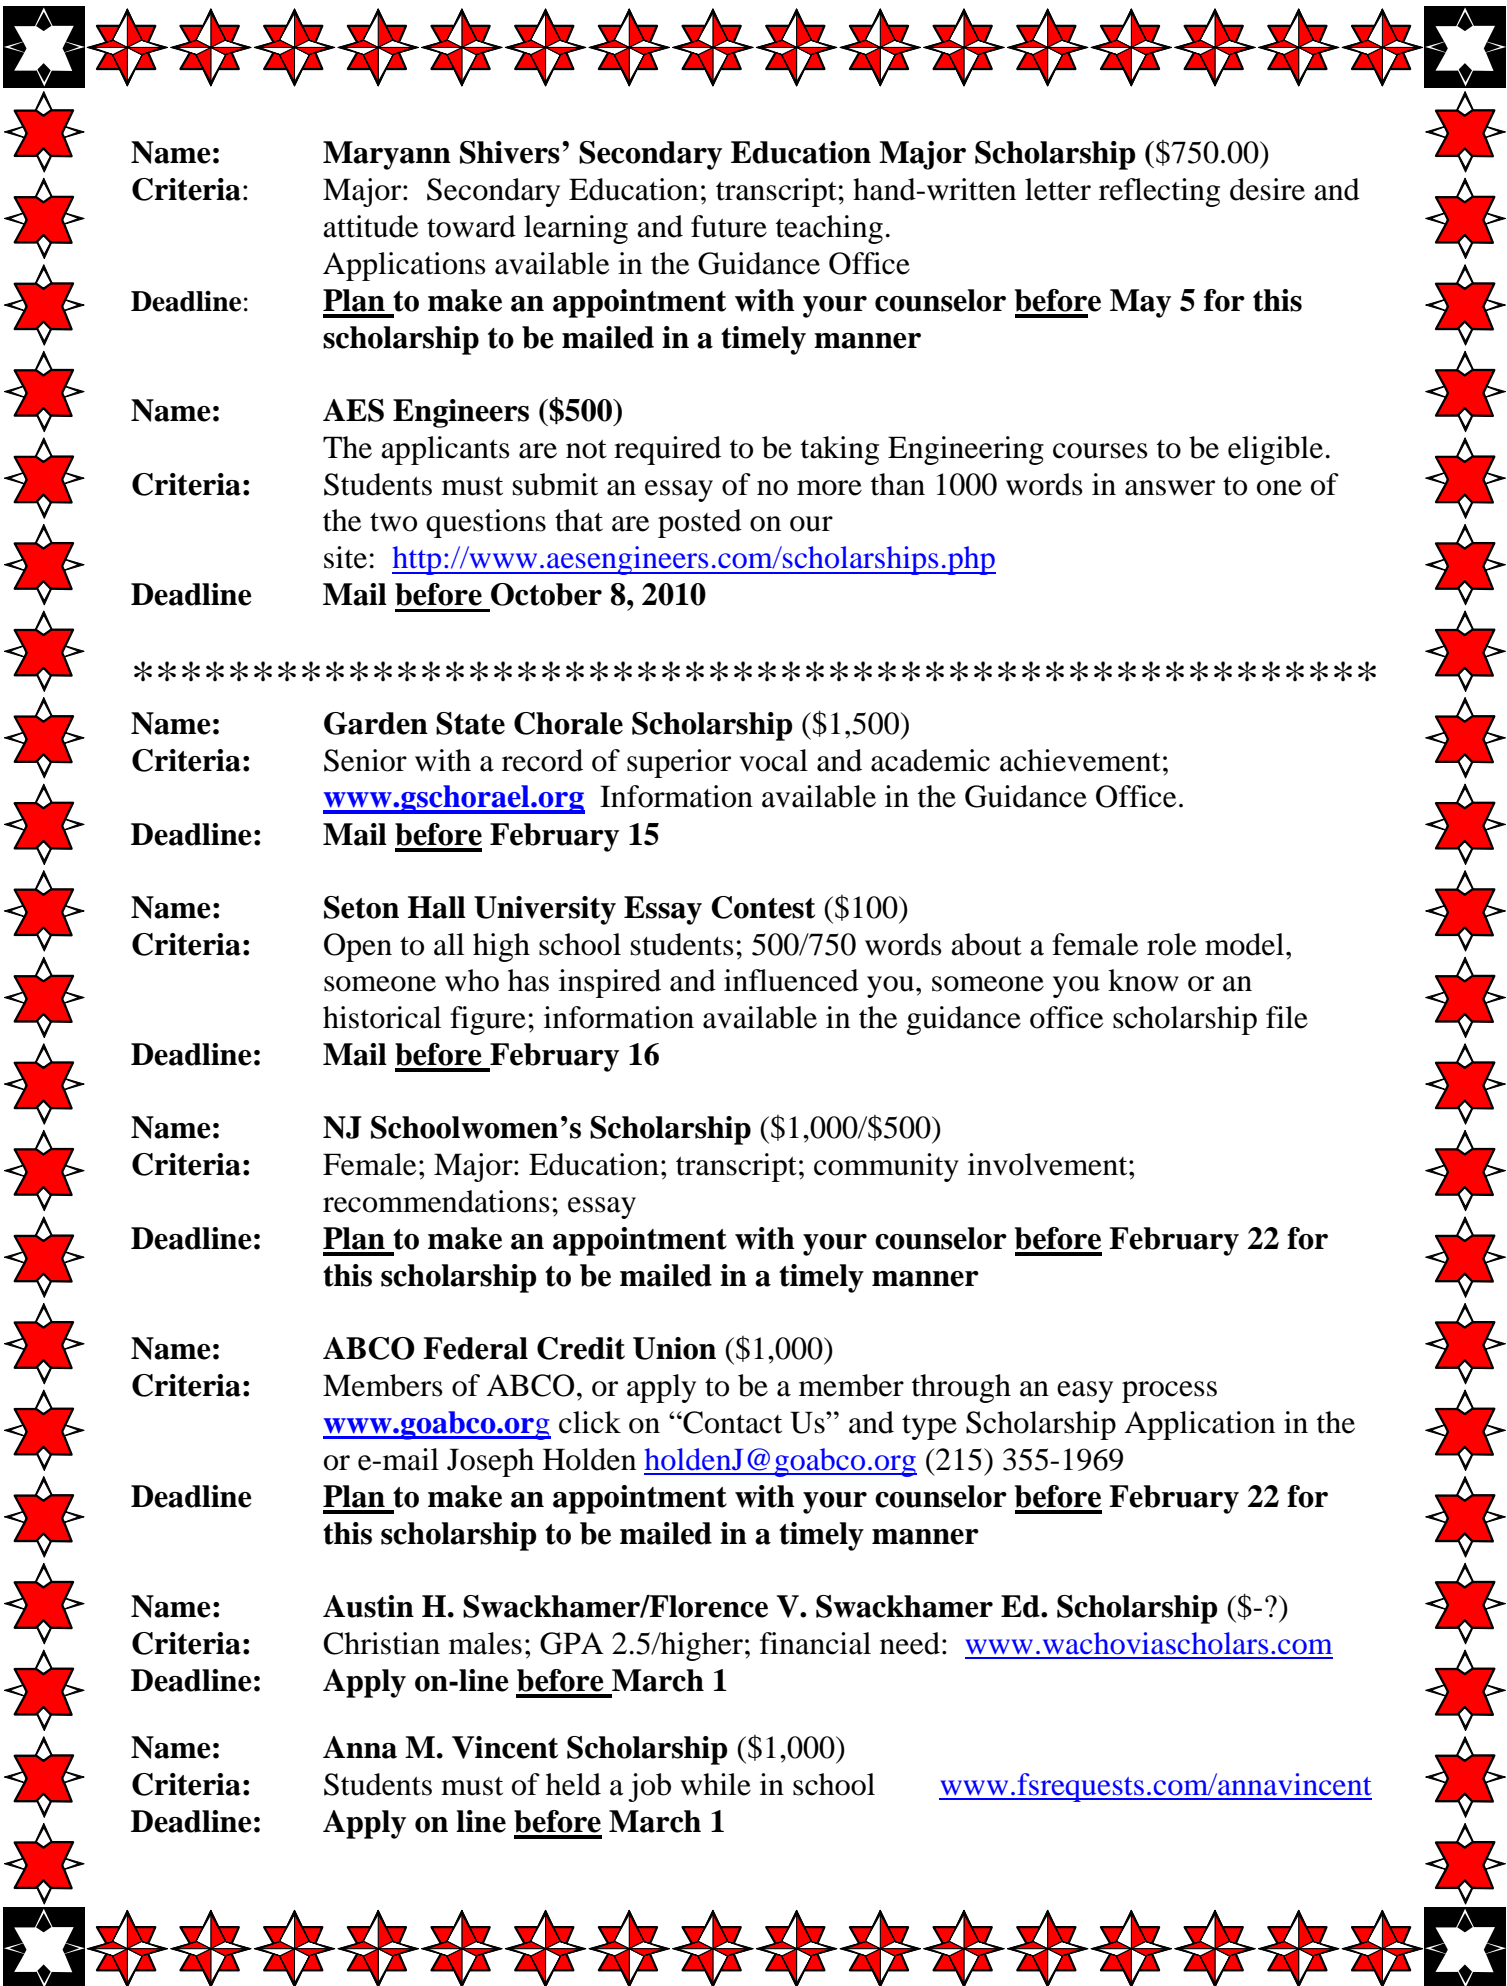 Name: Maryann Shivers’ Secondary Education Major Scholarship ($750.00)
Criteria: Major: Secondary Education; transcript; hand-written letter reflecting desire and
attitude toward learning and future teaching.
Applications available in the Guidance Office
Deadline: Plan to make an appointment with your counselor before May 5 for this
scholarship to be mailed in a timely manner
Name: AES Engineers ($500)
The applicants are not required to be taking Engineering courses to be eligible.
Criteria: Students must submit an essay of no more than 1000 words in answer to one of
the two questions that are posted on our
site: http://www.aesengineers.com/scholarships.php
Deadline Mail before October 8, 2010
****************************************************
Name: Garden State Chorale Scholarship ($1,500)
Criteria: Senior with a record of superior vocal and academic achievement;
www.gschorael.org Information available in the Guidance Office.
Deadline: Mail before February 15
Name: Seton Hall University Essay Contest ($100)
Criteria: Open to all high school students; 500/750 words about a female role model,
someone who has inspired and influenced you, someone you know or an
historical figure; information available in the guidance office scholarship file
Deadline: Mail before February 16
Name: NJ Schoolwomen’s Scholarship ($1,000/$500)
Criteria: Female; Major: Education; transcript; community involvement;
recommendations; essay
Deadline: Plan to make an appointment with your counselor before February 22 for
this scholarship to be mailed in a timely manner
Name: ABCO Federal Credit Union ($1,000)
Criteria: Members of ABCO, or apply to be a member through an easy process
www.goabco.org click on “Contact Us” and type Scholarship Application in the
or e-mail Joseph Holden holdenJ@goabco.org (215) 355-1969
Deadline Plan to make an appointment with your counselor before February 22 for
this scholarship to be mailed in a timely manner
Name: Austin H. Swackhamer/Florence V. Swackhamer Ed. Scholarship ($-?)
Criteria: Christian males; GPA 2.5/higher; financial need: www.wachoviascholars.com
Deadline: Apply on-line before March 1
Name: Anna M. Vincent Scholarship ($1,000)
Criteria: Students must of held a job while in school www.fsrequests.com/annavincent
Deadline: Apply on line before March 1